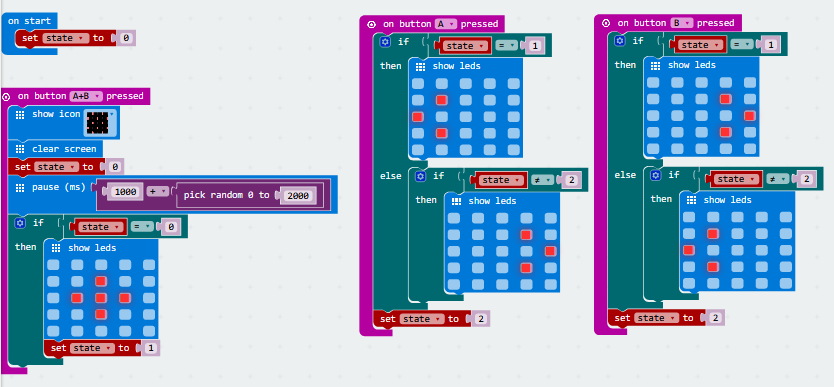 on start
set state to 0
on button A+B pressed
show icon
clear screen
set state to 0
pause (ms) 1000 + pick random 0 to 2000
if state = 0
then show leds
set state to 1
on button A pressed
if state = 1
then show leds
else if state ≠ 2
then show leds
set state to 2
on button B pressed
if state = 1
then show leds
else if state ≠ 2
then show leds
set state to 2